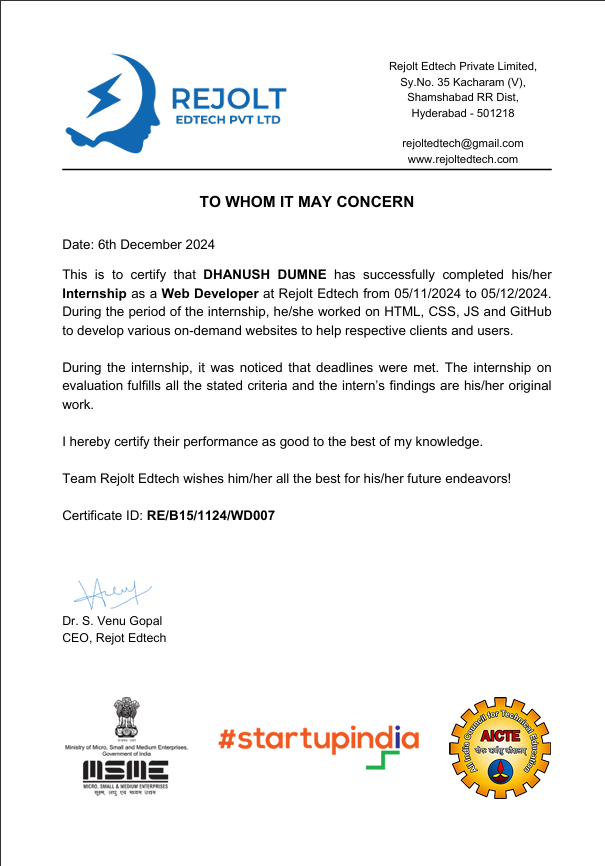 REJOLT
EDTECH PVT LTD
Rejolt Edtech Private Limited,
Sy.No. 35 Kacharam (V),
Shamshabad RR Dist,
Hyderabad - 501218
rejoltedtech@gmail.com
www.rejoltedtech.com
TO WHOM IT MAY CONCERN
Date: 6th December 2024
This is to certify that DHANUSH DUMNE has successfully completed his/her
Internship as a Web Developer at Rejolt Edtech from 05/11/2024 to 05/12/2024.
During the period of the internship, he/she worked on HTML, CSS, JS and GitHub
to develop various on-demand websites to help respective clients and users.
During the internship, it was noticed that deadlines were met. The internship on
evaluation fulfills all the stated criteria and the intern's findings are his/her original
work.
I hereby certify their performance as good to the best of my knowledge.
Team Rejolt Edtech wishes him/her all the best for his/her future endeavors!
Certificate ID: RE/B15/1124/WD007
Dr. S. Venu Gopal
CEO, Rejot Edtech
Ministry of Micro, Small and Medium Enterprises,
Government of India
MSME
MICRO, SMALL & MEDIUM ENTERPRISES
सूक्ष्म, लघु एवं मध्यम उद्यम
#startupindia
All India Council for Technical Education
AICTE